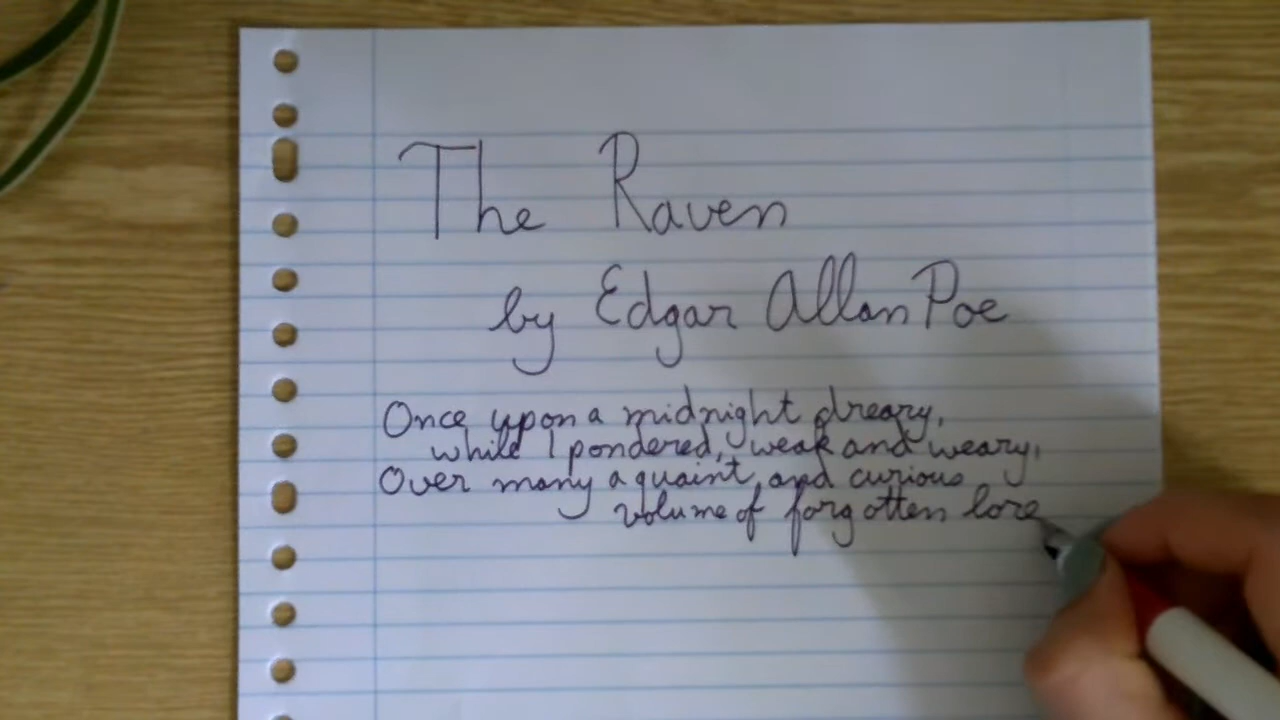 The Raven
by Edgar Allan Poe
Once upon a midnight dreary,
while I pondered, weak and weary,
Over many a quaint and curious
volume of forgotten lore